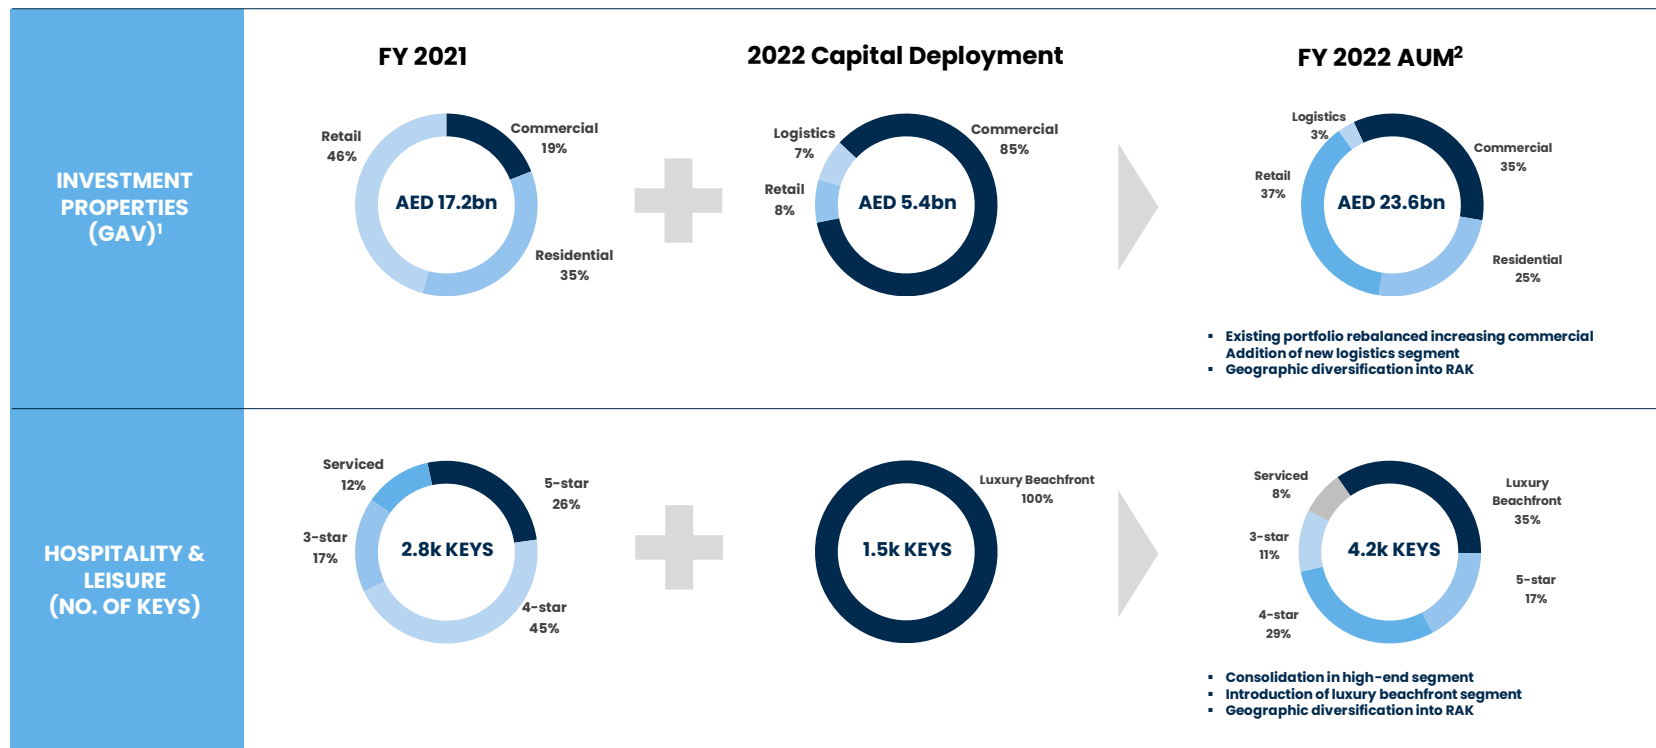 FY 2021
2022 Capital Deployment
FY 2022 AUM²
INVESTMENT
PROPERTIES
(GAV)¹
Retail
46%
Commercial
19%
AED 17.2bn
Residential
35%
Logistics
7%
Commercial
85%
Retail
8%
AED 5.4bn
Logistics
3%
Commercial
35%
Retail
37%
AED 23.6bn
Residential
25%
▪ Existing portfolio rebalanced increasing commercial
Addition of new logistics segment
▪ Geographic diversification into RAK
HOSPITALITY &
LEISURE
(NO. OF KEYS)
Serviced
12%
5-star
26%
3-star
17%
2.8k KEYS
4-star
45%
Luxury Beachfront
100%
1.5k KEYS
Serviced
8%
Luxury
Beachfront
35%
3-star
11%
4.2k KEYS
5-star
17%
4-star
29%
▪ Consolidation in high-end segment
▪ Introduction of luxury beachfront segment
▪ Geographic diversification into RAK